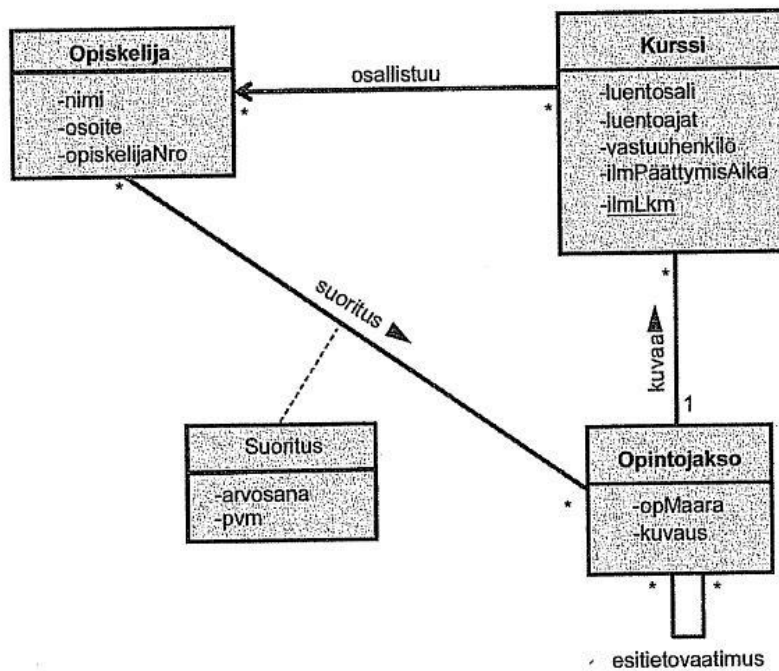 Opiskelija
-nimi
-osoite
-opiskelijaNro
*
osallistuu
*
*
Kurssi
-luentosali
-luentoajat
-vastuuhenkilö
-ilmPäättymisAika
-ilmLkm
*
suoritus
kuvaa
1
Suoritus
-arvosana
-pvm
*
Opintojakso
-opMaara
-kuvaus
*
*
esitietovaatimus